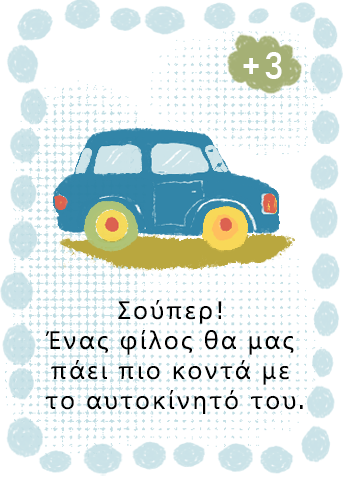 +3
Σούπερ!
Ένας φίλος θα μας
πάει πιο κοντά με
το αυτοκίνητό του.